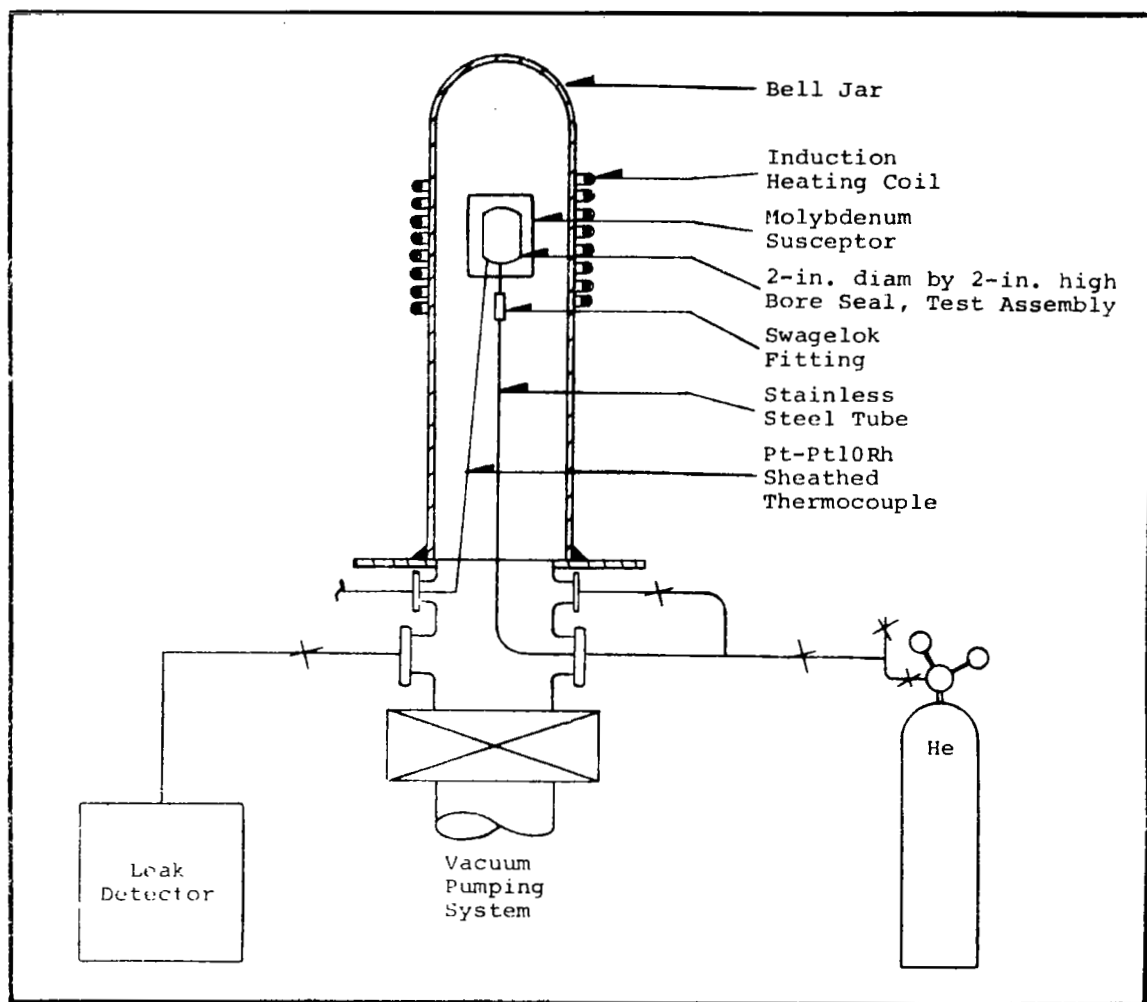 Bell Jar
Induction
Heating Coil
Molybdenum
Susceptor
2-in. diam by 2-in. high
Bore Seal, Test Assembly
Swagelok
Fitting
Stainless
Steel Tube
Pt-Pt10Rh
Sheathed
Thermocouple
He
Leak
Detector
Vacuum
Pumping
System